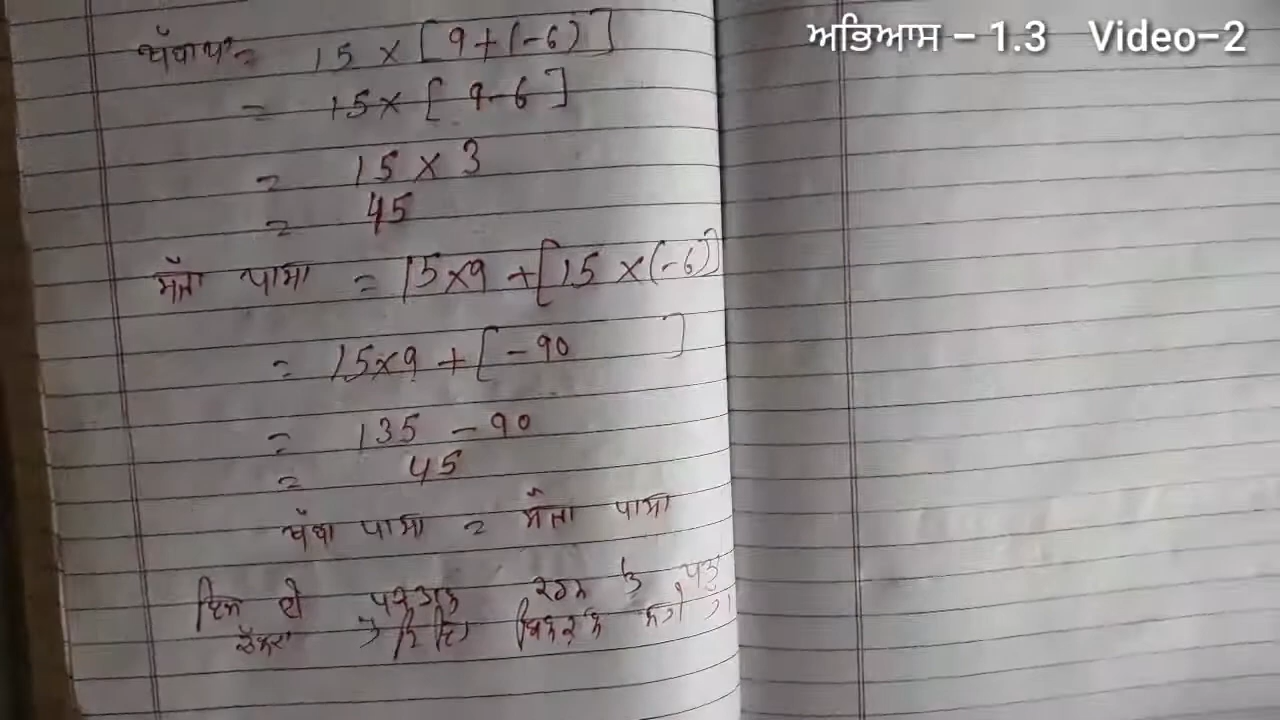 ਅਭਿਆਸ – 1.3 Video–2
ਖੱਬਾ ਪਾ = 15 × [9 + (-6)]
= 15 × [9 - 6]
= 15 × 3
= 45
ਸੱਜਾ ਪਾਸਾ = 15×9 + [15 × (-6)]
= 15×9 + [-90 ]
= 135 - 90
= 45
ਖੱਬਾ ਪਾਸਾ = ਸੱਜਾ ਪਾਸਾ
ਇਸ ਦੇ